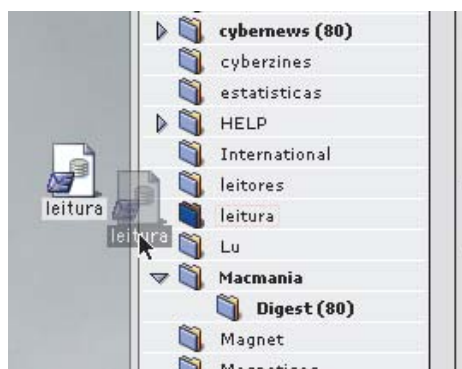 cybernews (80)
cyberzines
estatisticas
HELP
International
leitores
leitura
leitura
leitura
Lu
Macmania
Digest (80)
Magnet